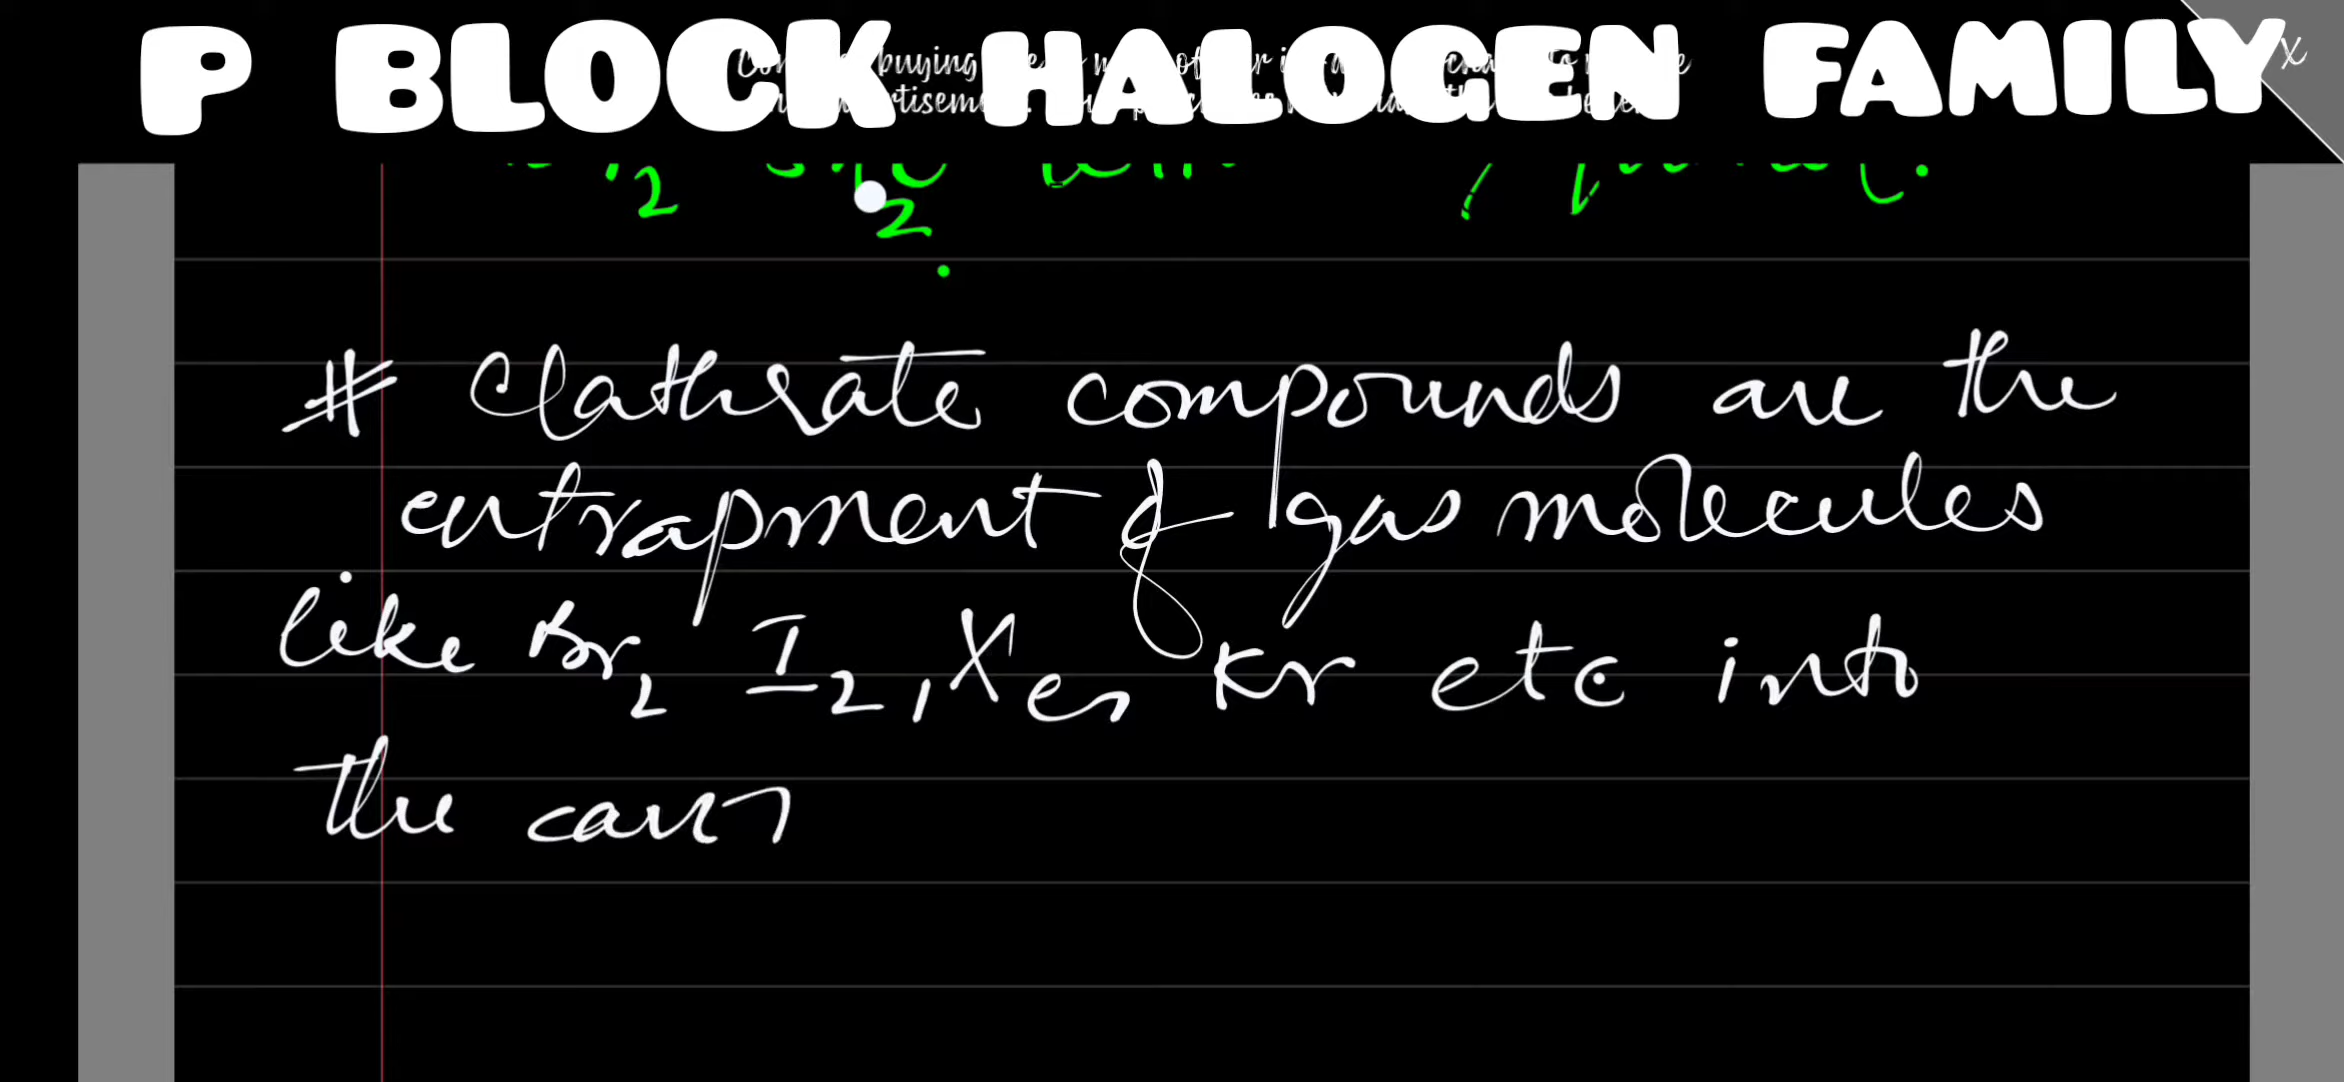 P BLOCK HALOGEN FAMILY
# Clathrate compounds are the
entrapment of gas molecules
like Br2 I2, Xe, Kr etc into
the cavi